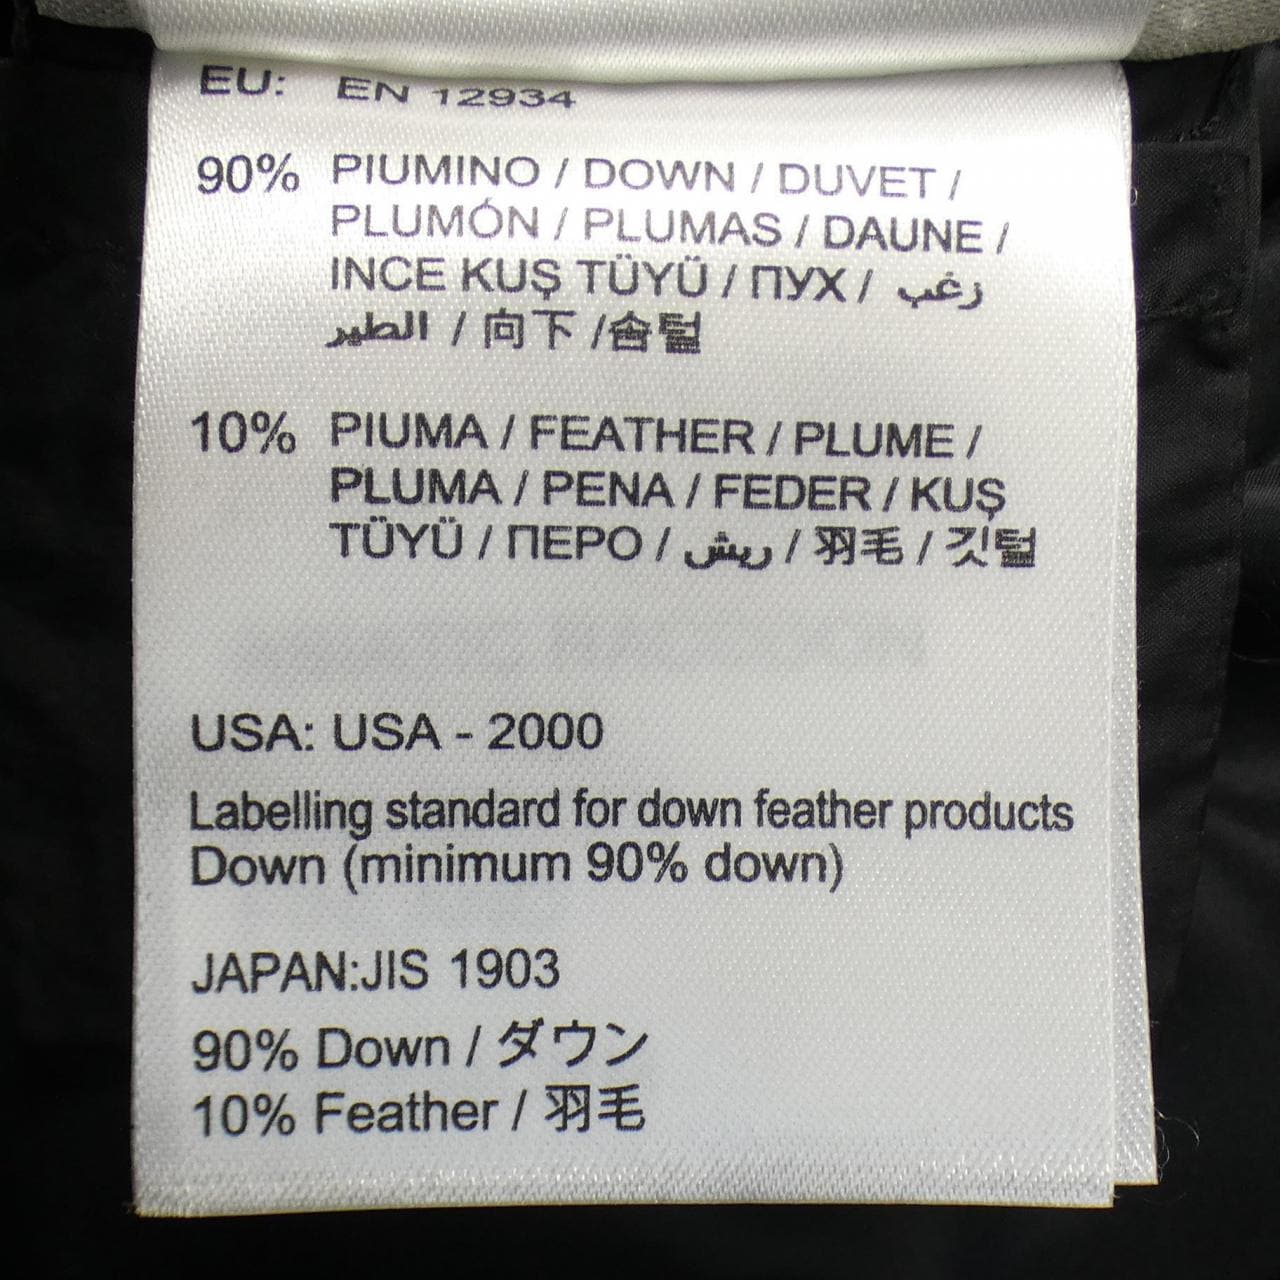 EU: EN 12934
90% PIUMINO / DOWN / DUVET /
PLUMÓN / PLUMAS / DAUNE /
INCE KUŞ TÜYÜ / ПУХ / زغب
الطير / 向下 /솜털
10% PIUMA / FEATHER / PLUME /
PLUMA / PENA / FEDER / KUŞ
TÜYÜ / ПЕРО / ريش / 羽毛 / 깃털
USA: USA - 2000
Labelling standard for down feather products
Down (minimum 90% down)
JAPAN:JIS 1903
90% Down / ダウン
10% Feather / 羽毛